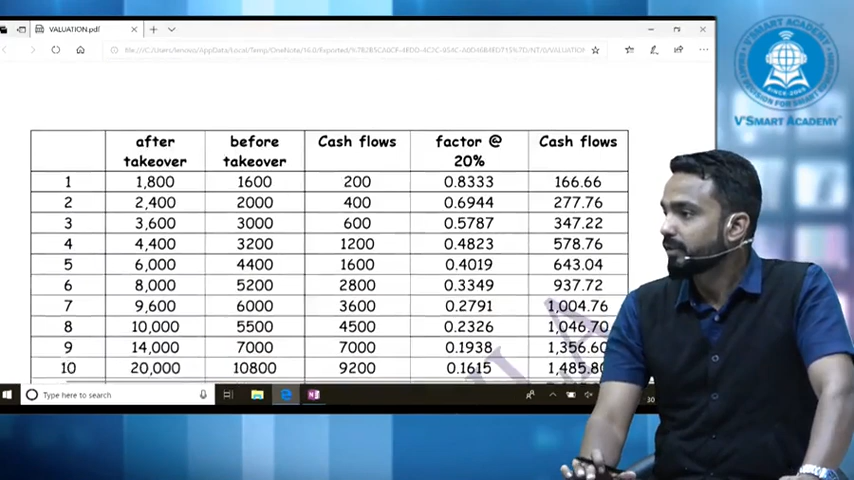 VALUATION.pdf
V'SMART ACADEMY
SINCE-2005
after takeover before takeover Cash flows factor @ 20% Cash flows
1 1,800 1600 200 0.8333 166.66
2 2,400 2000 400 0.6944 277.76
3 3,600 3000 600 0.5787 347.22
4 4,400 3200 1200 0.4823 578.76
5 6,000 4400 1600 0.4019 643.04
6 8,000 5200 2800 0.3349 937.72
7 9,600 6000 3600 0.2791 1,004.76
8 10,000 5500 4500 0.2326 1,046.70
9 14,000 7000 7000 0.1938 1,356.60
10 20,000 10800 9200 0.1615 1,485.80
Type here to search
30